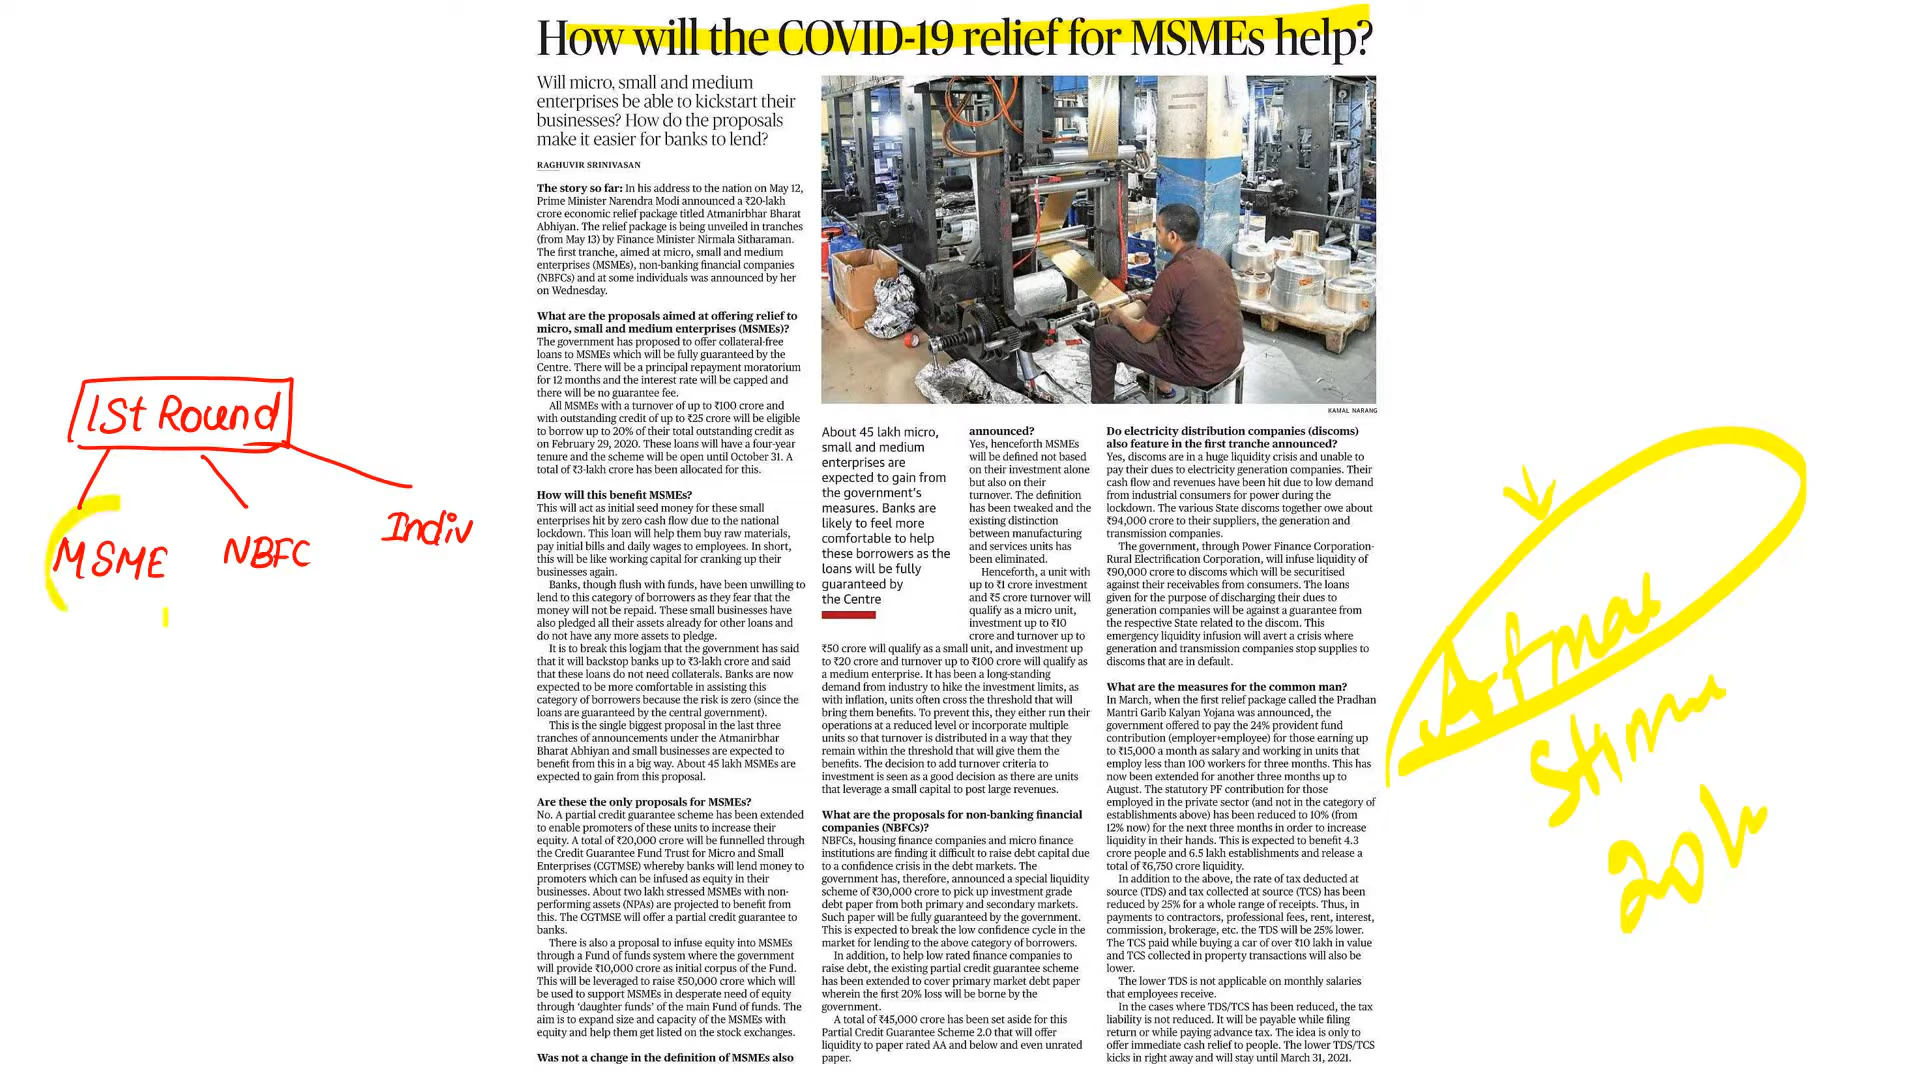 How will the COVID-19 relief for MSMEs help?
Will micro, small and medium
enterprises be able to kickstart their
businesses? How do the proposals
make it easier for banks to lend?
RAGHUVIR SRINIVASAN
The story so far: In his address to the nation on May 12,
Prime Minister Narendra Modi announced a ₹20-lakh
crore economic relief package titled Atmanirbhar Bharat
Abhiyan. The relief package is being unveiled in tranches
(from May 13) by Finance Minister Nirmala Sitharaman.
The first tranche, aimed at micro, small and medium
enterprises (MSMEs), non-banking financial companies
(NBFCs) and at some individuals was announced by her
on Wednesday.
What are the proposals aimed at offering relief to
micro, small and medium enterprises (MSMEs)?
The government has proposed to offer collateral-free
loans to MSMEs which will be fully guaranteed by the
Centre. There will be a principal repayment moratorium
for 12 months and the interest rate will be capped and
there will be no guarantee fee.
All MSMEs with a turnover of up to ₹100 crore and
with outstanding credit of up to ₹25 crore will be eligible
to borrow up to 20% of their total outstanding credit as
on February 29, 2020. These loans will have a four-year
tenure and the scheme will be open until October 31. A
total of ₹3-lakh crore has been allocated for this.
How will this benefit MSMEs?
This will act as initial seed money for these small
enterprises hit by zero cash flow due to the national
lockdown. This loan will help them buy raw materials,
pay initial bills and daily wages to employees. In short,
this will be like working capital for cranking up their
businesses again.
Banks, though flush with funds, have been unwilling to
lend to this category of borrowers as they fear that the
money will not be repaid. These small businesses have
also pledged all their assets already for other loans and
do not have any more assets to pledge.
It is to break this logjam that the government has said
that it will backstop banks up to ₹3-lakh crore and said
that these loans do not need collaterals. Banks are now
expected to be more comfortable in assisting this
category of borrowers because the risk is zero (since the
loans are guaranteed by the central government).
This is the single biggest proposal in the last three
tranches of announcements under the Atmanirbhar
Bharat Abhiyan and small businesses are expected to
benefit from this in a big way. About 45 lakh MSMEs are
expected to gain from this proposal.
Are these the only proposals for MSMEs?
No. A partial credit guarantee scheme has been extended
to enable promoters of these units to increase their
equity. A total of ₹20,000 crore will be funnelled through
the Credit Guarantee Fund Trust for Micro and Small
Enterprises (CGTMSE) whereby banks will lend money to
promoters which can be infused as equity in their
businesses. About two lakh stressed MSMEs with non-
performing assets (NPAs) are projected to benefit from
this. The CGTMSE will offer a partial credit guarantee to
banks.
There is also a proposal to infuse equity into MSMEs
through a Fund of funds system where the government
will provide ₹10,000 crore as initial corpus of the Fund.
This will be leveraged to raise ₹50,000 crore which will
be used to support MSMEs in desperate need of equity
through ‘daughter funds’ of the main Fund of funds. The
aim is to expand size and capacity of the MSMEs with
equity and help them get listed on the stock exchanges.
Was not a change in the definition of MSMEs also
KAMAL NARANG
About 45 lakh micro,
small and medium
enterprises are
expected to gain from
the government’s
measures. Banks are
likely to feel more
comfortable to help
these borrowers as the
loans will be fully
guaranteed by
the Centre
announced?
Yes, henceforth MSMEs
will be defined not based
on their investment alone
but also on their
turnover. The definition
has been tweaked and the
existing distinction
between manufacturing
and services units has
been eliminated.
Henceforth, a unit with
up to ₹1 crore investment
and ₹5 crore turnover will
qualify as a micro unit,
investment up to ₹10
crore and turnover up to
₹50 crore will qualify as a small unit, and investment up
to ₹20 crore and turnover up to ₹100 crore will qualify as
a medium enterprise. It has been a long-standing
demand from industry to hike the investment limits, as
with inflation, units often cross the threshold that will
bring them benefits. To prevent this, they either run their
operations at a reduced level or incorporate multiple
units so that turnover is distributed in a way that they
remain within the threshold that will give them the
benefits. The decision to add turnover criteria to
investment is seen as a good decision as there are units
that leverage a small capital to post large revenues.
What are the proposals for non-banking financial
companies (NBFCs)?
NBFCs, housing finance companies and micro finance
institutions are finding it difficult to raise debt capital due
to a confidence crisis in the debt markets. The
government has, therefore, announced a special liquidity
scheme of ₹30,000 crore to pick up investment grade
debt paper from both primary and secondary markets.
Such paper will be fully guaranteed by the government.
This is expected to break the low confidence cycle in the
market for lending to the above category of borrowers.
In addition, to help low rated finance companies to
raise debt, the existing partial credit guarantee scheme
has been extended to cover primary market debt paper
wherein the first 20% loss will be borne by the
government.
A total of ₹45,000 crore has been set aside for this
Partial Credit Guarantee Scheme 2.0 that will offer
liquidity to paper rated AA and below and even unrated
paper.
Do electricity distribution companies (discoms)
also feature in the first tranche announced?
Yes, discoms are in a huge liquidity crisis and unable to
pay their dues to electricity generation companies. Their
cash flow and revenues have been hit due to low demand
from industrial consumers for power during the
lockdown. The various State discoms together owe about
₹94,000 crore to their suppliers, the generation and
transmission companies.
The government, through Power Finance Corporation-
Rural Electrification Corporation, will infuse liquidity of
₹90,000 crore to discoms which will be securitised
against their receivables from consumers. The loans
given for the purpose of discharging their dues to
generation companies will be against a guarantee from
the respective State related to the discom. This
emergency liquidity infusion will avert a crisis where
generation and transmission companies stop supplies to
discoms that are in default.
What are the measures for the common man?
In March, when the first relief package called the Pradhan
Mantri Garib Kalyan Yojana was announced, the
government offered to pay the 24% provident fund
contribution (employer+employee) for those earning up
to ₹15,000 a month as salary and working in units that
employ less than 100 workers for three months. This has
now been extended for another three months up to
August. The statutory PF contribution for those
employed in the private sector (and not in the category of
establishments above) has been reduced to 10% (from
12% now) for the next three months in order to increase
liquidity in their hands. This is expected to benefit 4.3
crore people and 6.5 lakh establishments and release a
total of ₹6,750 crore liquidity.
In addition to the above, the rate of tax deducted at
source (TDS) and tax collected at source (TCS) has been
reduced by 25% for a whole range of receipts. Thus, in
payments to contractors, professional fees, rent, interest,
commission, brokerage, etc. the TDS will be 25% lower.
The TCS paid while buying a car of over ₹10 lakh in value
and TCS collected in property transactions will also be
lower.
The lower TDS is not applicable on monthly salaries
that employees receive.
In the cases where TDS/TCS has been reduced, the tax
liability is not reduced. It will be payable while filing
return or while paying advance tax. The idea is only to
offer immediate cash relief to people. The lower TDS/TCS
kicks in right away and will stay until March 31, 2021.
1St Round
MSME
NBFC
Indiv